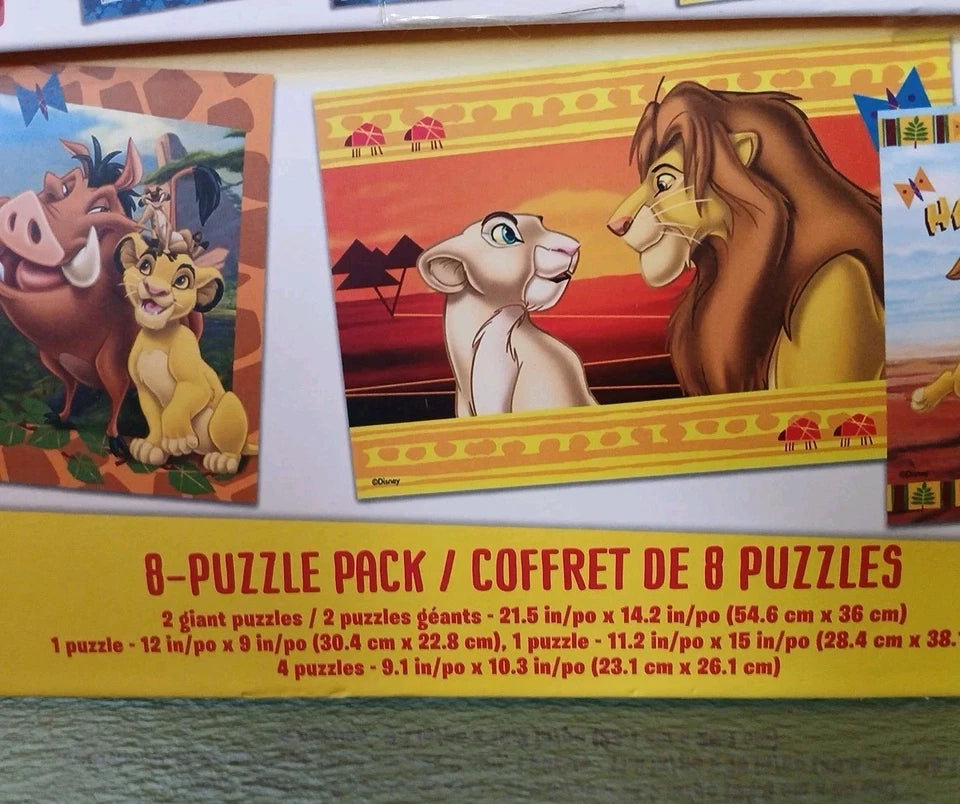 HA
©Disney
©Disney
8-PUZZLE PACK / COFFRET DE 8 PUZZLES
2 giant puzzles / 2 puzzles géants - 21.5 in/po x 14.2 in/po (54.6 cm x 36 cm)
1 puzzle - 12 in/po x 9 in/po (30.4 cm x 22.8 cm), 1 puzzle - 11.2 in/po x 15 in/po (28.4 cm x 38.
4 puzzles - 9.1 in/po x 10.3 in/po (23.1 cm x 26.1 cm)